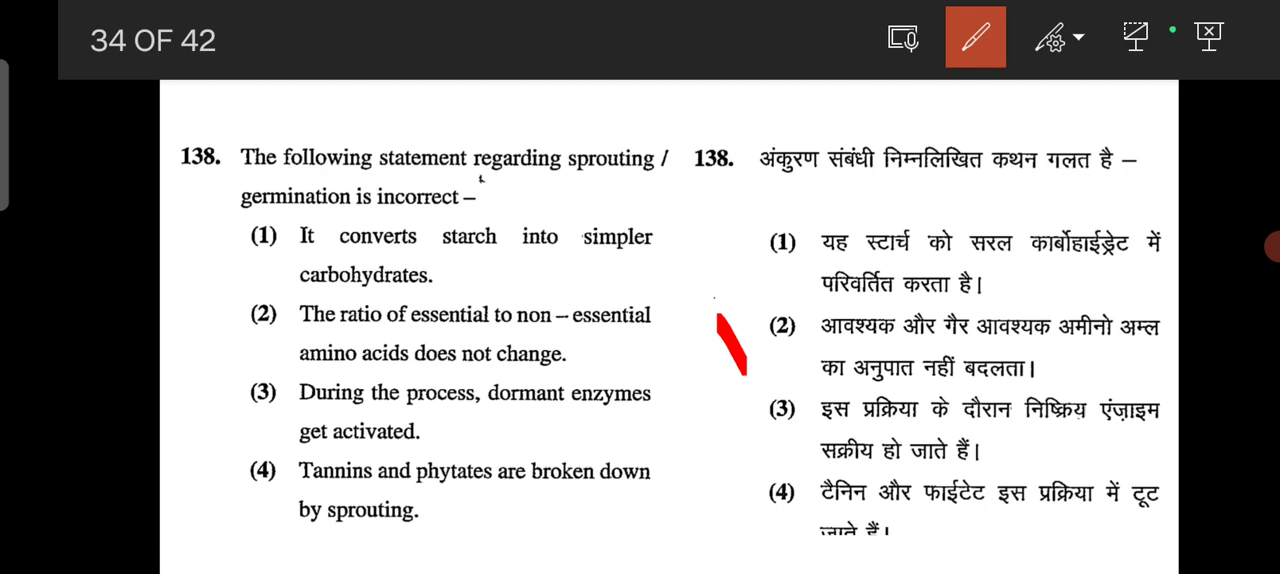 34 OF 42
138. The following statement regarding sprouting /
germination is incorrect –
(1) It converts starch into simpler
carbohydrates.
(2) The ratio of essential to non – essential
amino acids does not change.
(3) During the process, dormant enzymes
get activated.
(4) Tannins and phytates are broken down
by sprouting.
138. अंकुरण संबंधी निम्नलिखित कथन गलत है –
(1) यह स्टार्च को सरल कार्बोहाईड्रेट में
परिवर्तित करता है।
(2) आवश्यक और गैर आवश्यक अमीनो अम्ल
का अनुपात नहीं बदलता।
(3) इस प्रक्रिया के दौरान निष्क्रिय एंज़ाइम
सक्रीय हो जाते हैं।
(4) टैनिन और फाईटेट इस प्रक्रिया में टूट
जाते हैं।